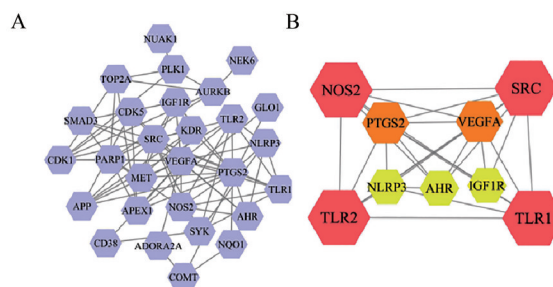 A
NUAK1
NEK6
PLK1
TOP2A
AURKB
IGF1R
GLO1
CDK5
TLR2
SMAD3
KDR
SRC
NLRP3
CDK1
PARP1
VEGFA
MET
PTGS2
TLR1
APP
APEX1
NOS2
AHR
SYK
CD38
ADORA2A
NQO1
COMT
B
NOS2
SRC
PTGS2
VEGFA
NLRP3
AHR
IGF1R
TLR2
TLR1